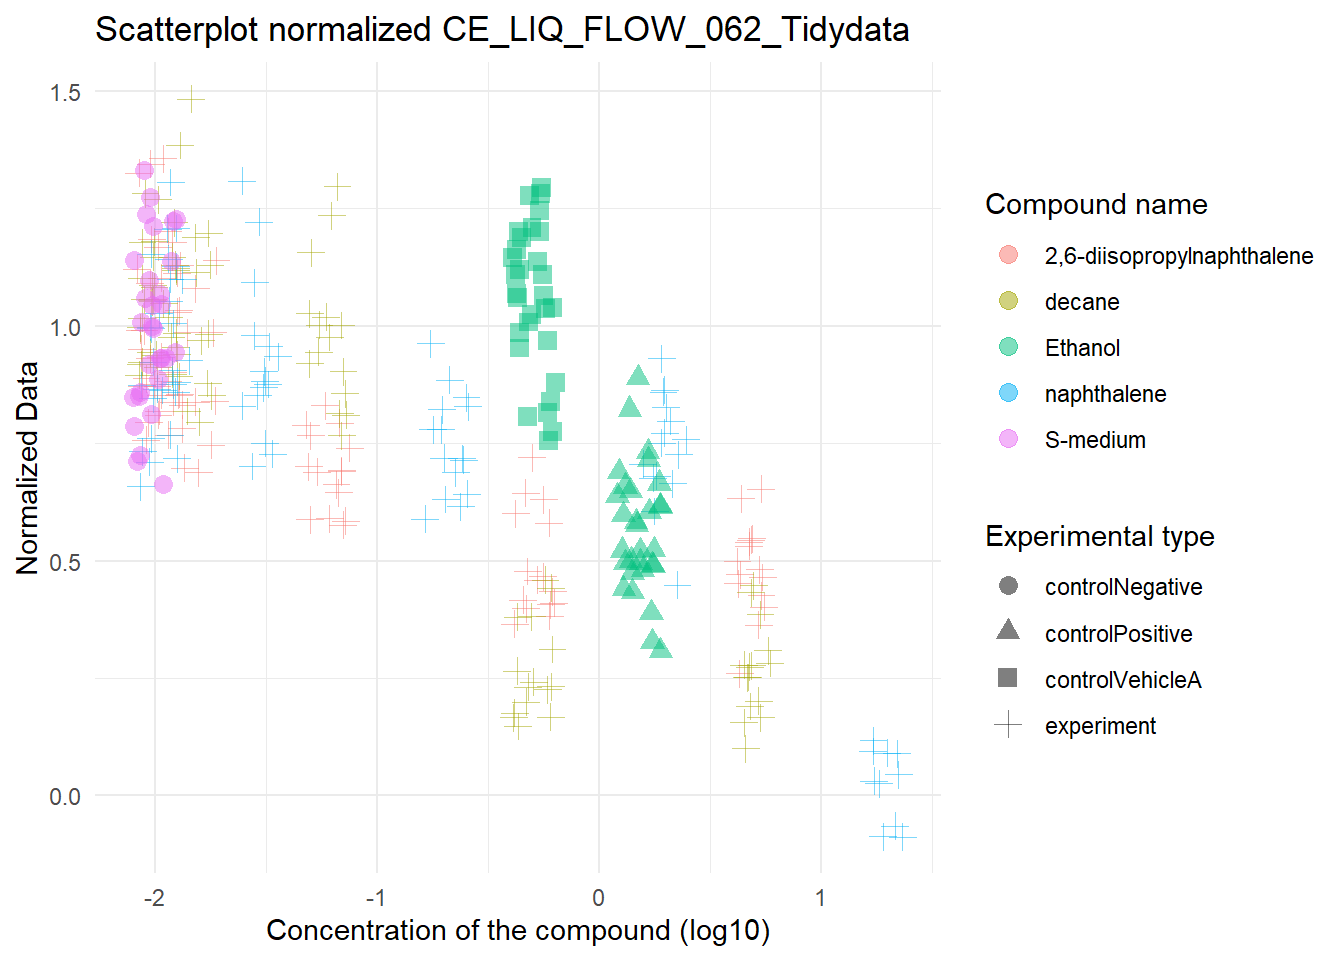 Scatterplot normalized CE_LIQ_FLOW_062_Tidydata
1.5
1.0
0.5
0.0
Normalized Data
-2
-1
0
1
Concentration of the compound (log10)
Compound name
2,6-diisopropylnaphthalene
decane
Ethanol
naphthalene
S-medium
Experimental type
controlNegative
controlPositive
controlVehicleA
experiment